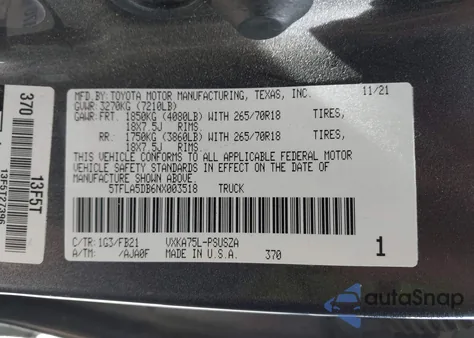 MFD.BY:TOYOTA MOTOR MANUFACTURING, TEXAS, INC. 11/21
GVWR 3270KG (7210LB)
GAWR:FRT. 1850KG (4080LB) WITH 265/70R18 TIRES,
18X7.5J RIMS.
RR: 1750KG (3860LB) WITH 265/70R18 TIRES,
18X7.5J RIMS.
THIS VEHICLE CONFORMS TO ALL APPLICABLE FEDERAL MOTOR
VEHICLE SAFETY STANDARDS IN EFFECT ON THE DATE OF
MANUFACTURE SHOWN ABOVE.
5TFLA5DB6NX003518 TRUCK
C/TR:1G3/FB21 VXKA75L-PSUSZA
A/TM: /AJA0F MADE IN U.S.A. 370 1
370
13F5T
autoSnap